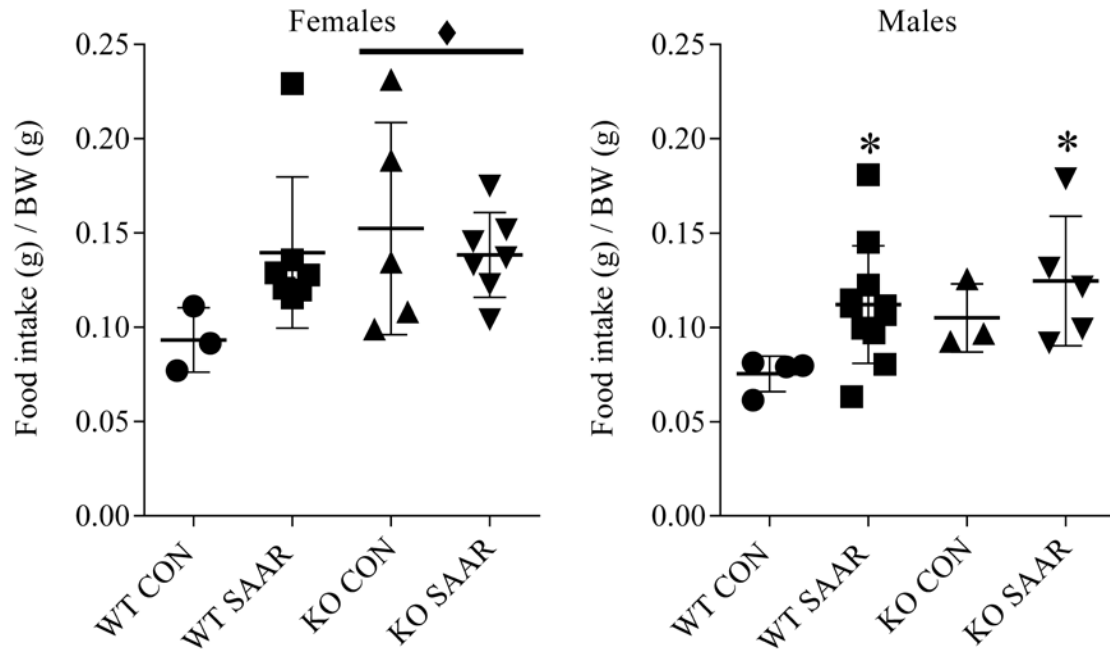 Females
Food intake (g) / BW (g)
0.25
0.20
0.15
0.10
0.05
0.00
WT CON
WT SAAR
KO CON
KO SAAR
Males
Food intake (g) / BW (g)
0.25
0.20
0.15
0.10
0.05
0.00
*
*
WT CON
WT SAAR
KO CON
KO SAAR